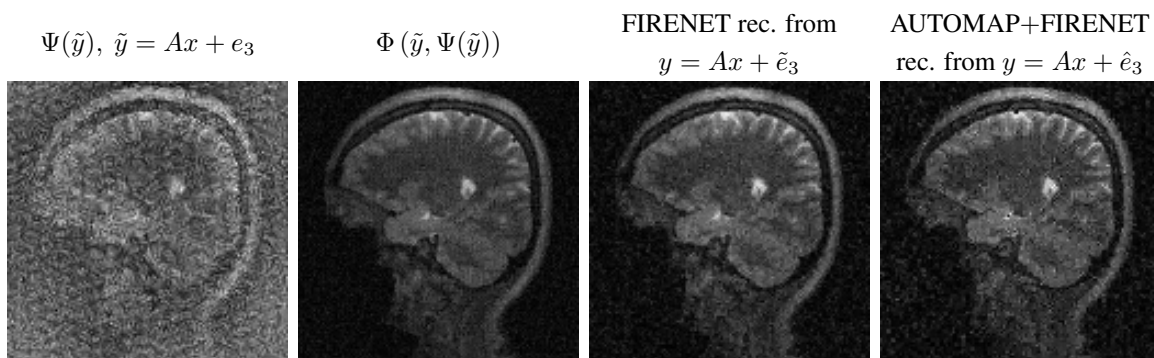 Ψ(ỹ), ỹ = Ax + e₃
Φ (ỹ, Ψ(ỹ))
FIRENET rec. from
y = Ax + ẽ₃
AUTOMAP+FIRENET
rec. from y = Ax + ê₃